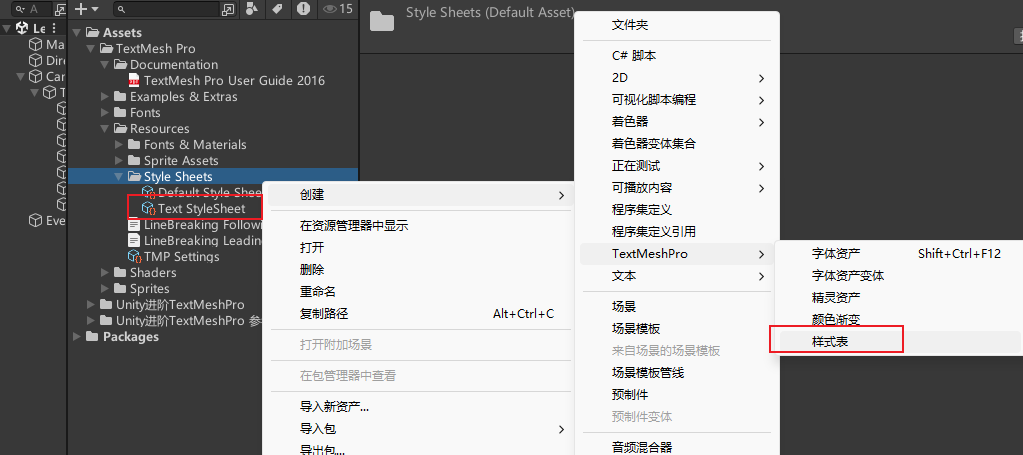 A
15
Le
Ma
Dire
Can
T
Eve
Assets
TextMesh Pro
Documentation
TextMesh Pro User Guide 2016
Examples & Extras
Fonts
Resources
Fonts & Materials
Sprite Assets
Style Sheets
Default Style Shee
Text StyleSheet
LineBreaking Followin
LineBreaking Leading
TMP Settings
Shaders
Sprites
Unity进阶TextMeshPro
Unity进阶TextMeshPro 参
Packages
Style Sheets (Default Asset)
创建
在资源管理器中显示
打开
删除
重命名
复制路径 Alt+Ctrl+C
打开附加场景
在包管理器中查看
导入新资产...
导入包
导出包...
文件夹
C# 脚本
2D
可视化脚本编程
着色器
着色器变体集合
正在测试
可播放内容
程序集定义
程序集定义引用
TextMeshPro
文本
场景
场景模板
来自场景的场景模板
场景模板管线
预制件
预制件变体
音频混合器
字体资产 Shift+Ctrl+F12
字体资产变体
精灵资产
颜色渐变
样式表